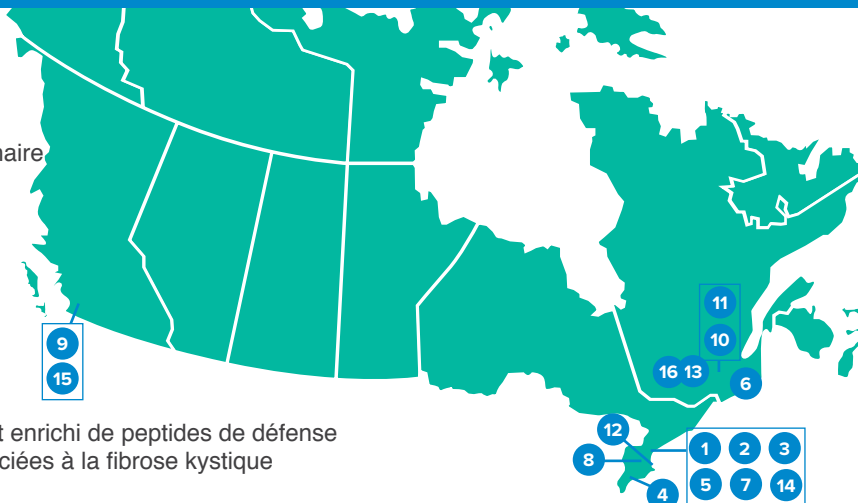 naire
11
10
9
15
16 13
6
t enrichi de peptides de défense
ciées à la fibrose kystique
12
8
4
1 2 3
5 7 14